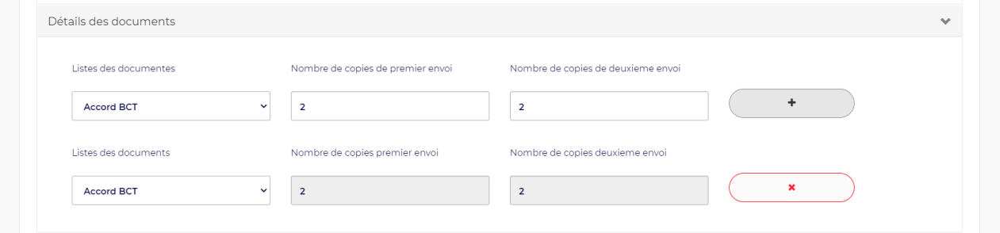 Détails des documents
Listes des documentes Nombre de copies de premier envoi Nombre de copies de deuxieme envoi
Accord BCT 2 2 +
Listes des documents Nombre de copies premier envoi Nombre de copies deuxieme envoi
Accord BCT 2 2